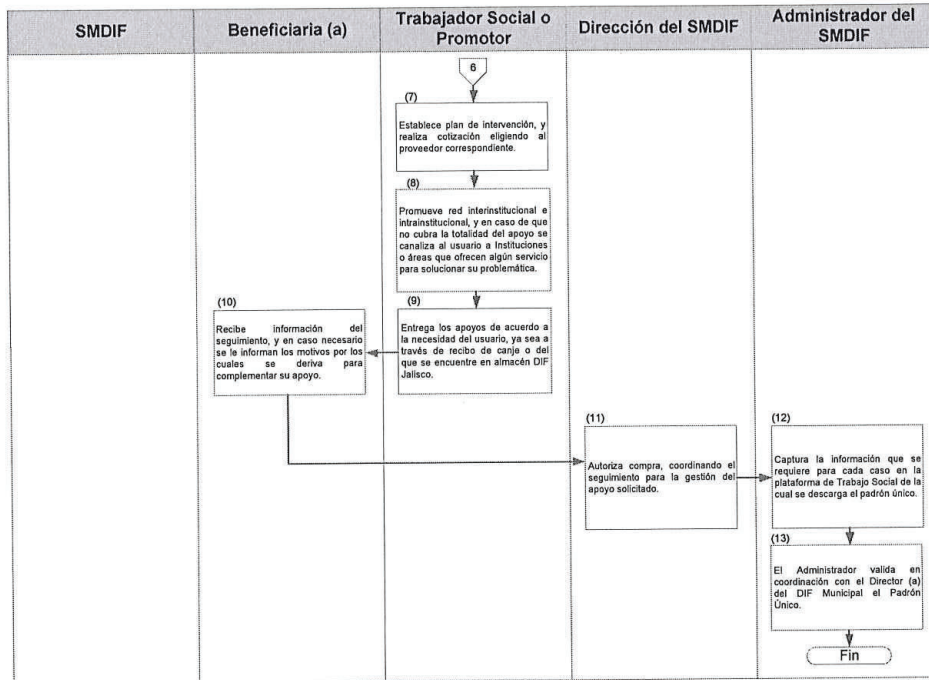 SMDIF
Beneficiaria (a)
Trabajador Social o
Promotor
Dirección del SMDIF
Administrador del
SMDIF
6
(7)
Establece plan de intervención, y
realiza cotización eligiendo al
proveedor correspondiente.
(8)
Promueve red interinstitucional e
intrainstitucional, y en caso de que
no cubra la totalidad del apoyo se
canaliza al usuario a Instituciones
o áreas que ofrecen algún servicio
para solucionar su problemática.
(9)
Entrega los apoyos de acuerdo a
la necesidad del usuario, ya sea a
través de recibo de canje o del
que se encuentre en almacén DIF
Jalisco.
(10)
Recibe información del
seguimiento, y en caso necesario
se le informan los motivos por los
cuales se deriva para
complementar su apoyo.
(11)
Autoriza compra, coordinando el
seguimiento para la gestión del
apoyo solicitado.
(12)
Captura la información que se
requiere para cada caso en la
plataforma de Trabajo Social de la
cual se descarga el padrón único.
(13)
El Administrador valida en
coordinación con el Director (a)
del DIF Municipal el Padrón
Único.
Fin